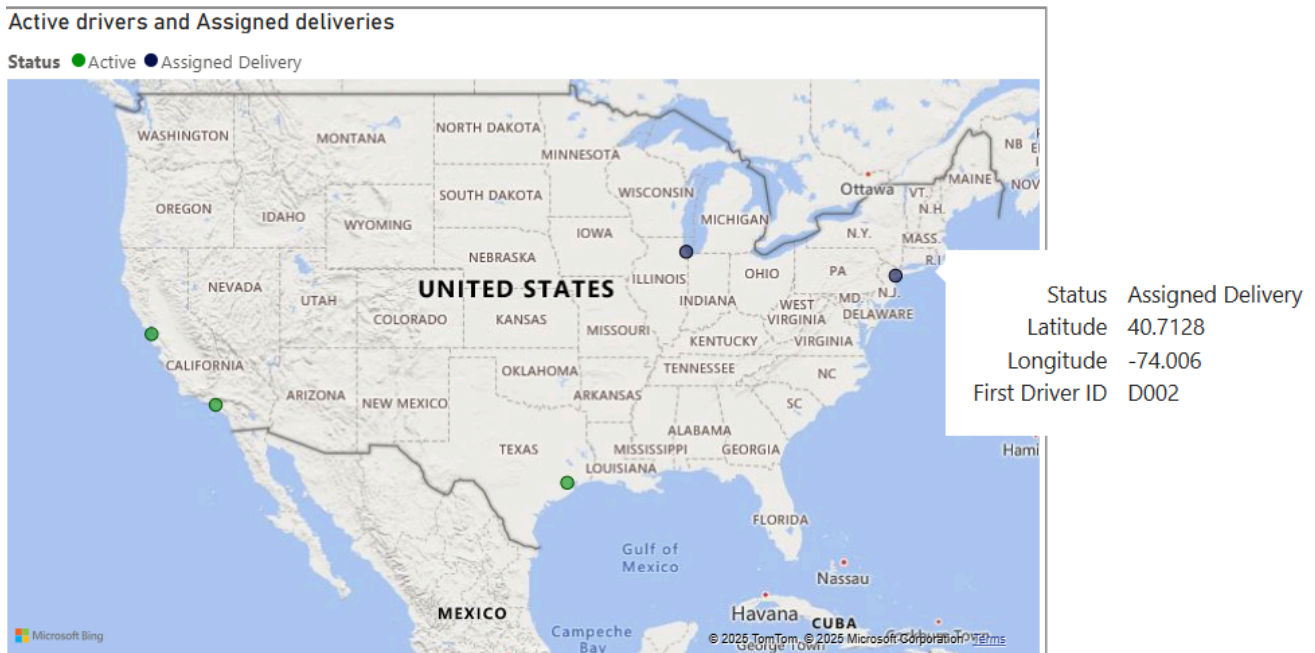 Active drivers and Assigned deliveries
Status Active Assigned Delivery
WASHINGTON
MONTANA
NORTH DAKOTA
MINNESOTA
Ottawa
MAINE
NB
NOV
VT.
N.H.
OREGON
IDAHO
WYOMING
SOUTH DAKOTA
WISCONSIN
MICHIGAN
N.Y.
MASS.
R.I
NEBRASKA
IOWA
NEVADA
UTAH
UNITED STATES
ILLINOIS
INDIANA
OHIO
PA
N.J.
MD.
DELAWARE
COLORADO
KANSAS
MISSOURI
WEST
VIRGINIA
KENTUCKY
VIRGINIA
CALIFORNIA
ARIZONA
NEW MEXICO
OKLAHOMA
ARKANSAS
TENNESSEE
NC
SC
TEXAS
MISSISSIPPI
ALABAMA
GEORGIA
LOUISIANA
FLORIDA
Status Assigned Delivery
Latitude 40.7128
Longitude -74.006
First Driver ID D002
Hami
Gulf of
Mexico
Nassau
MEXICO
Havana
CUBA
Campeche
Bay
George Town
Microsoft Bing
© 2025 TomTom, © 2025 Microsoft Corporation Terms